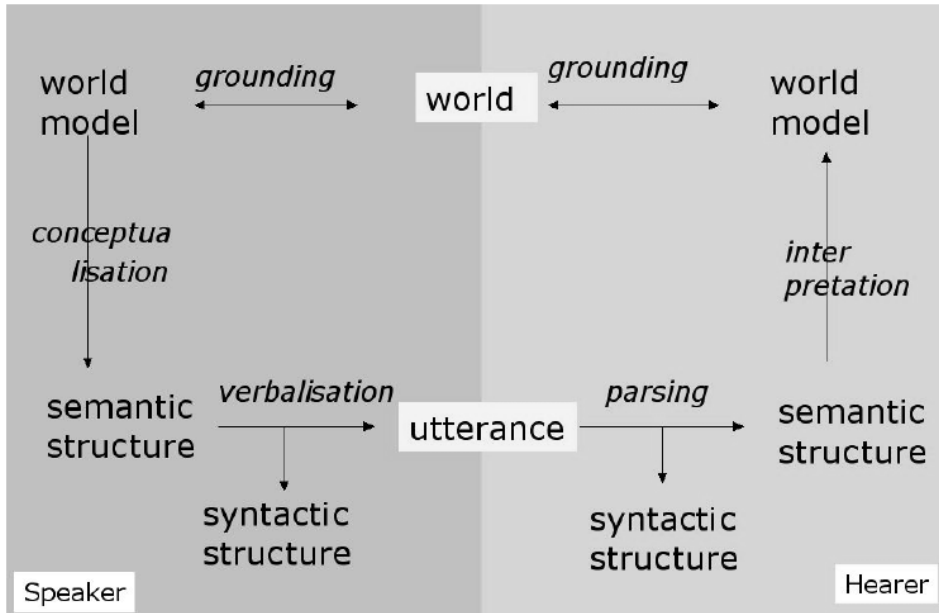 grounding
world
model
world
grounding
world
model
conceptua
lisation
inter
pretation
semantic
structure
verbalisation
utterance
parsing
semantic
structure
syntactic
structure
syntactic
structure
Speaker
Hearer